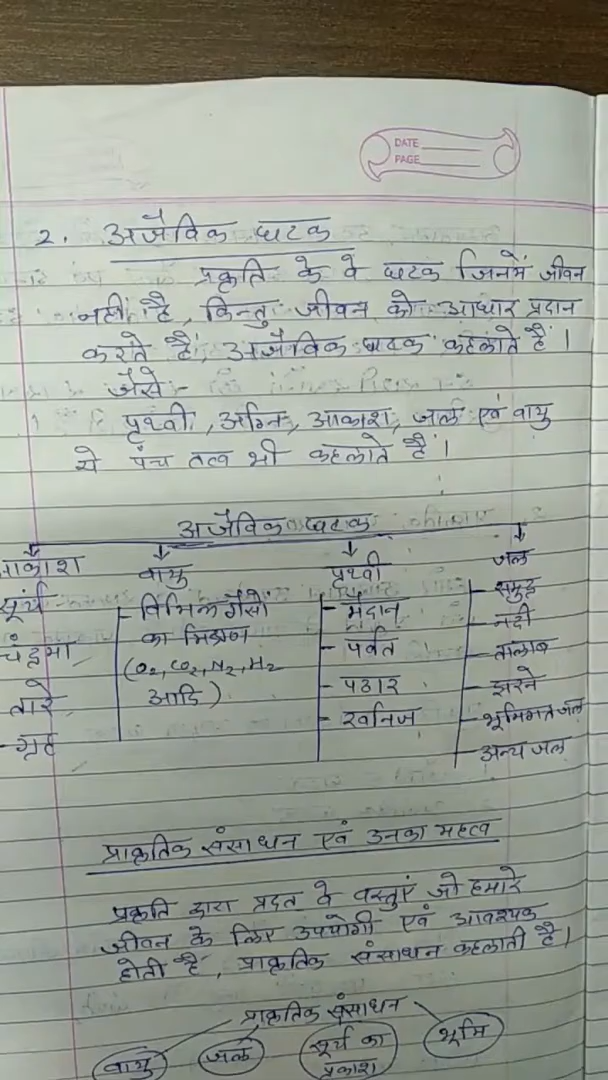 DATE
PAGE
2. अजैविक घटक
प्रकृति के वे घटक जिनमें जीवन
नहीं है, किन्तु जीवन को आधार प्रदान
करते हैं, अजैविक घटक कहलाते हैं।
जैसे-
पृथ्वी, अग्नि, आकाश, जल एवं वायु
ये पंच तत्व भी कहलाते हैं।
अजैविक घटक
आकाश वायु पृथ्वी जल
सूर्य - विभिन्न गैसों - मैदान - समुद्र
चंद्रमा का मिश्रण - पर्वत - नदी
तारे (O2, CO2, N2, H2 - पठार - तालाब
- ग्रह आदि) - खनिज - झरने
- भूमिगत जल
- अन्य जल
प्राकृतिक संसाधन एवं उनका महत्व
प्रकृति द्वारा प्रदत वे वस्तुएं जो हमारे
जीवन के लिए उपयोगी एवं आवश्यक
होती है, प्राकृतिक संसाधन कहलाती है।
प्राकृतिक संसाधन
वायु जल सूर्य का भूमि
प्रकाश